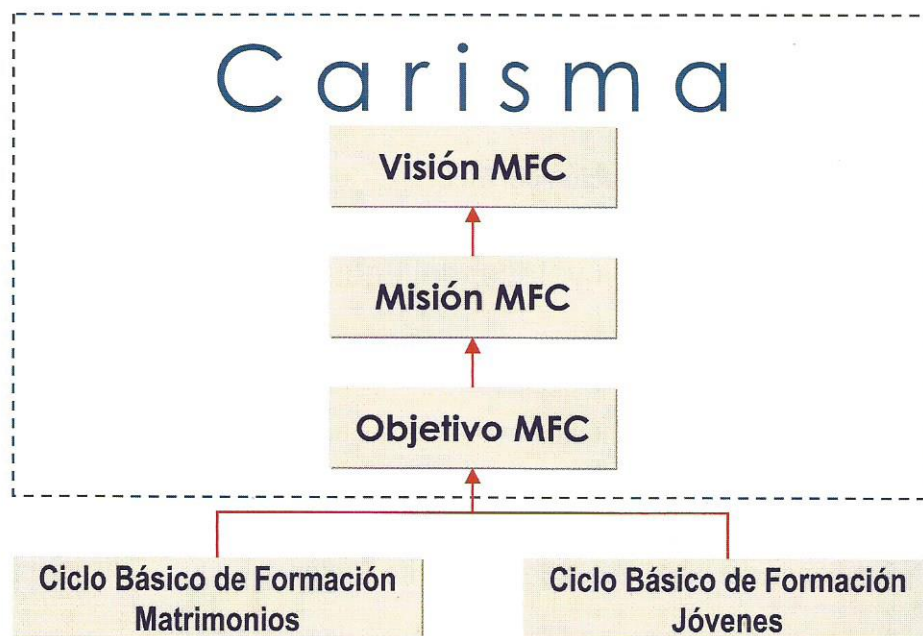 Carisma
Visión MFC
Misión MFC
Objetivo MFC
Ciclo Básico de Formación
Matrimonios
Ciclo Básico de Formación
Jóvenes